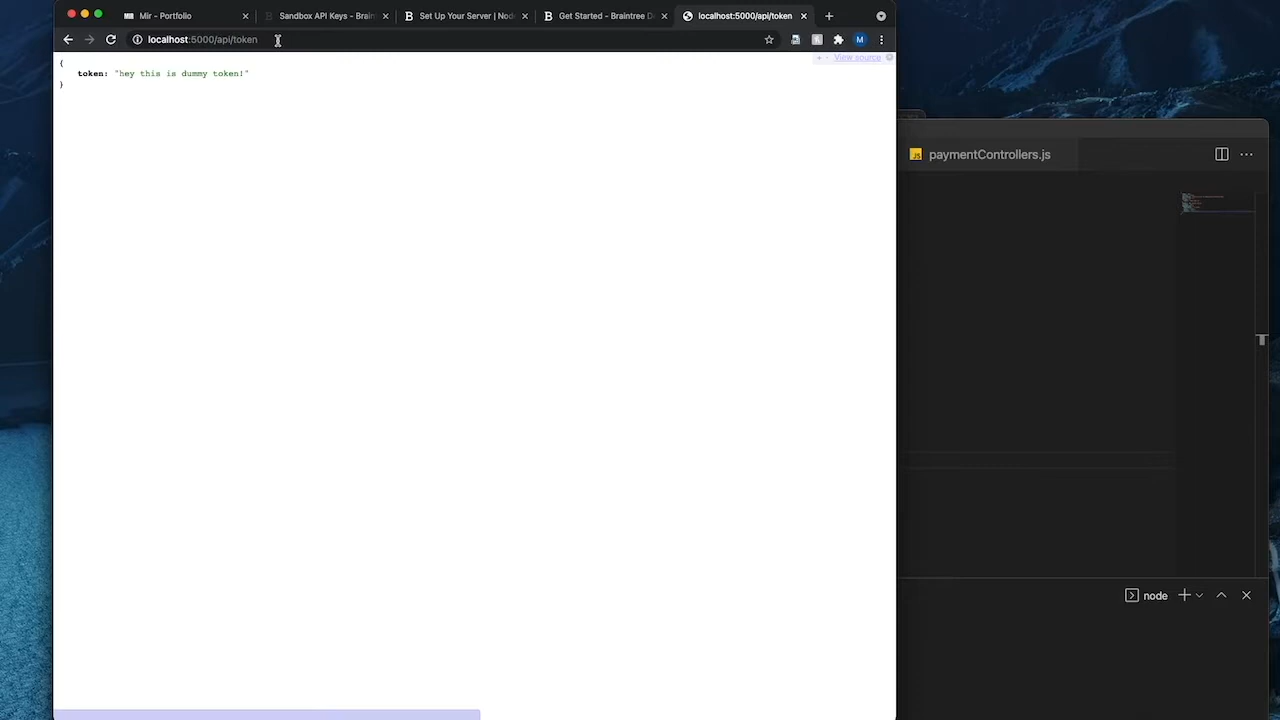 Mir - Portfolio
Sandbox API Keys - Brain
Set Up Your Server | Nod
Get Started - Braintree D
localhost:5000/api/token
localhost:5000/api/token
M
+ - View source
{
token: "hey this is dummy token!"
}
JS paymentControllers.js
node